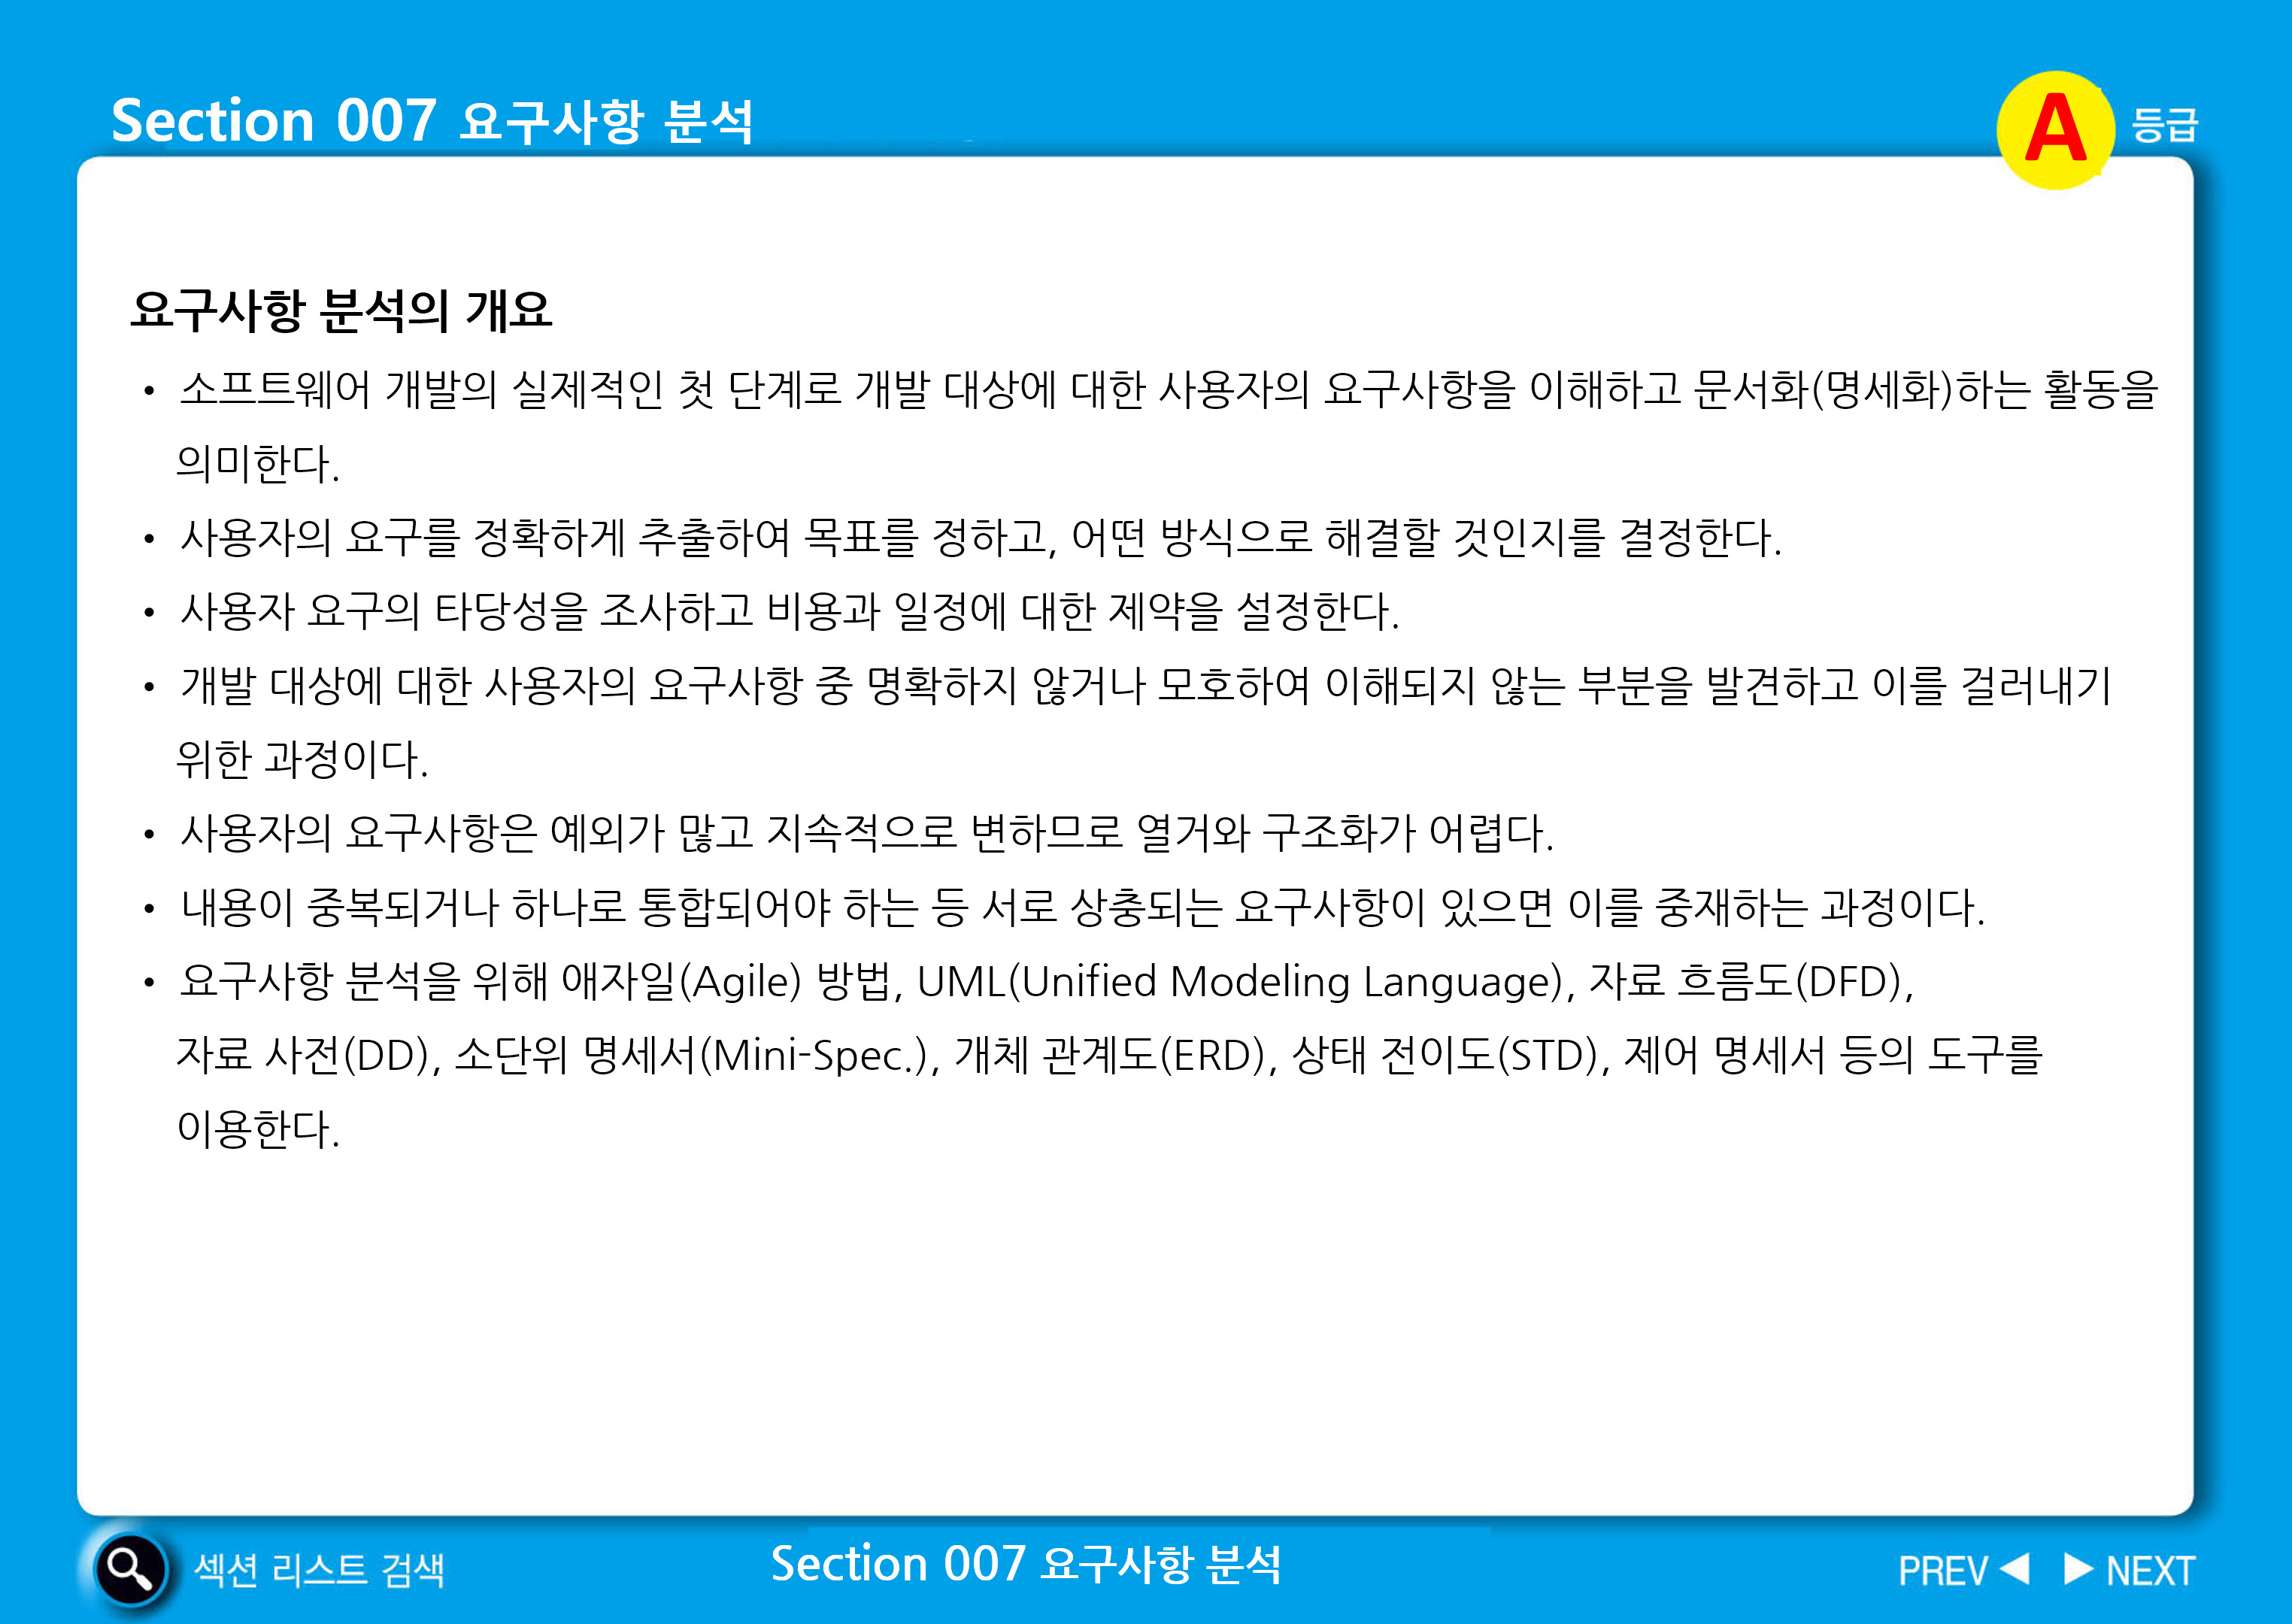 Section 007 요구사항 분석
A 등급
요구사항 분석의 개요
• 소프트웨어 개발의 실제적인 첫 단계로 개발 대상에 대한 사용자의 요구사항을 이해하고 문서화(명세화)하는 활동을
의미한다.
• 사용자의 요구를 정확하게 추출하여 목표를 정하고, 어떤 방식으로 해결할 것인지를 결정한다.
• 사용자 요구의 타당성을 조사하고 비용과 일정에 대한 제약을 설정한다.
• 개발 대상에 대한 사용자의 요구사항 중 명확하지 않거나 모호하여 이해되지 않는 부분을 발견하고 이를 걸러내기
위한 과정이다.
• 사용자의 요구사항은 예외가 많고 지속적으로 변하므로 열거와 구조화가 어렵다.
• 내용이 중복되거나 하나로 통합되어야 하는 등 서로 상충되는 요구사항이 있으면 이를 중재하는 과정이다.
• 요구사항 분석을 위해 애자일(Agile) 방법, UML(Unified Modeling Language), 자료 흐름도(DFD),
자료 사전(DD), 소단위 명세서(Mini-Spec.), 개체 관계도(ERD), 상태 전이도(STD), 제어 명세서 등의 도구를
이용한다.
섹션 리스트 검색
Section 007 요구사항 분석
PREV ◀ ▶ NEXT